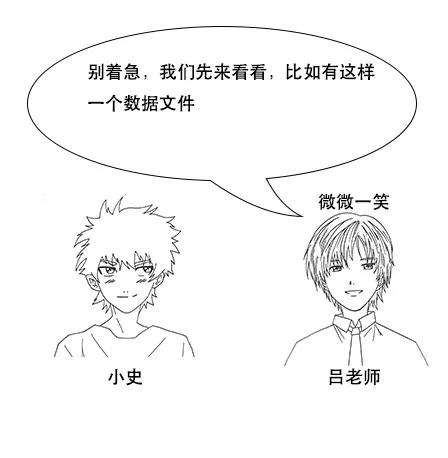 别着急，我们先来看看，比如有这样
一个数据文件
微微一笑
小史
吕老师